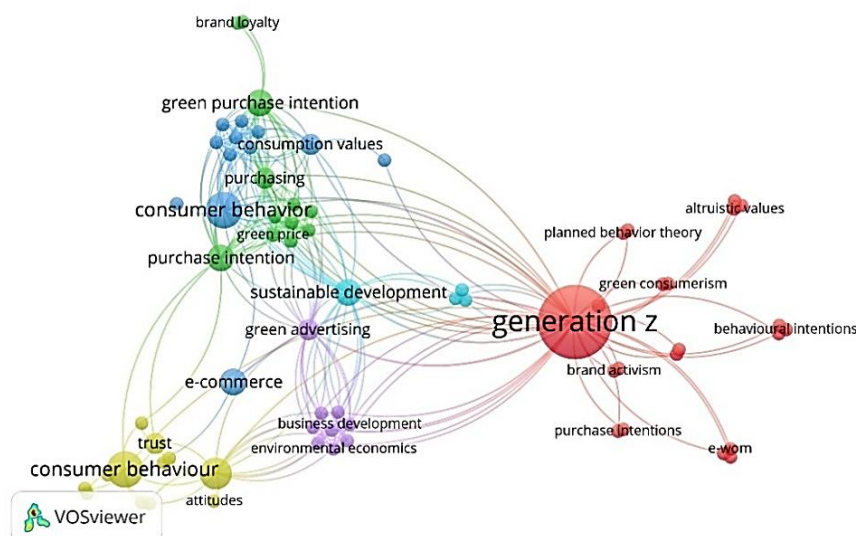 brand loyalty
green purchase intention
consumption values
purchasing
consumer behavior
green price
purchase intention
altruistic values
planned behavior theory
green consumerism
sustainable development
generation z
green advertising
behavioural intentions
brand activism
e-commerce
business development
purchase intentions
trust
environmental economics
e-wom
consumer behaviour
attitudes
VOSviewer